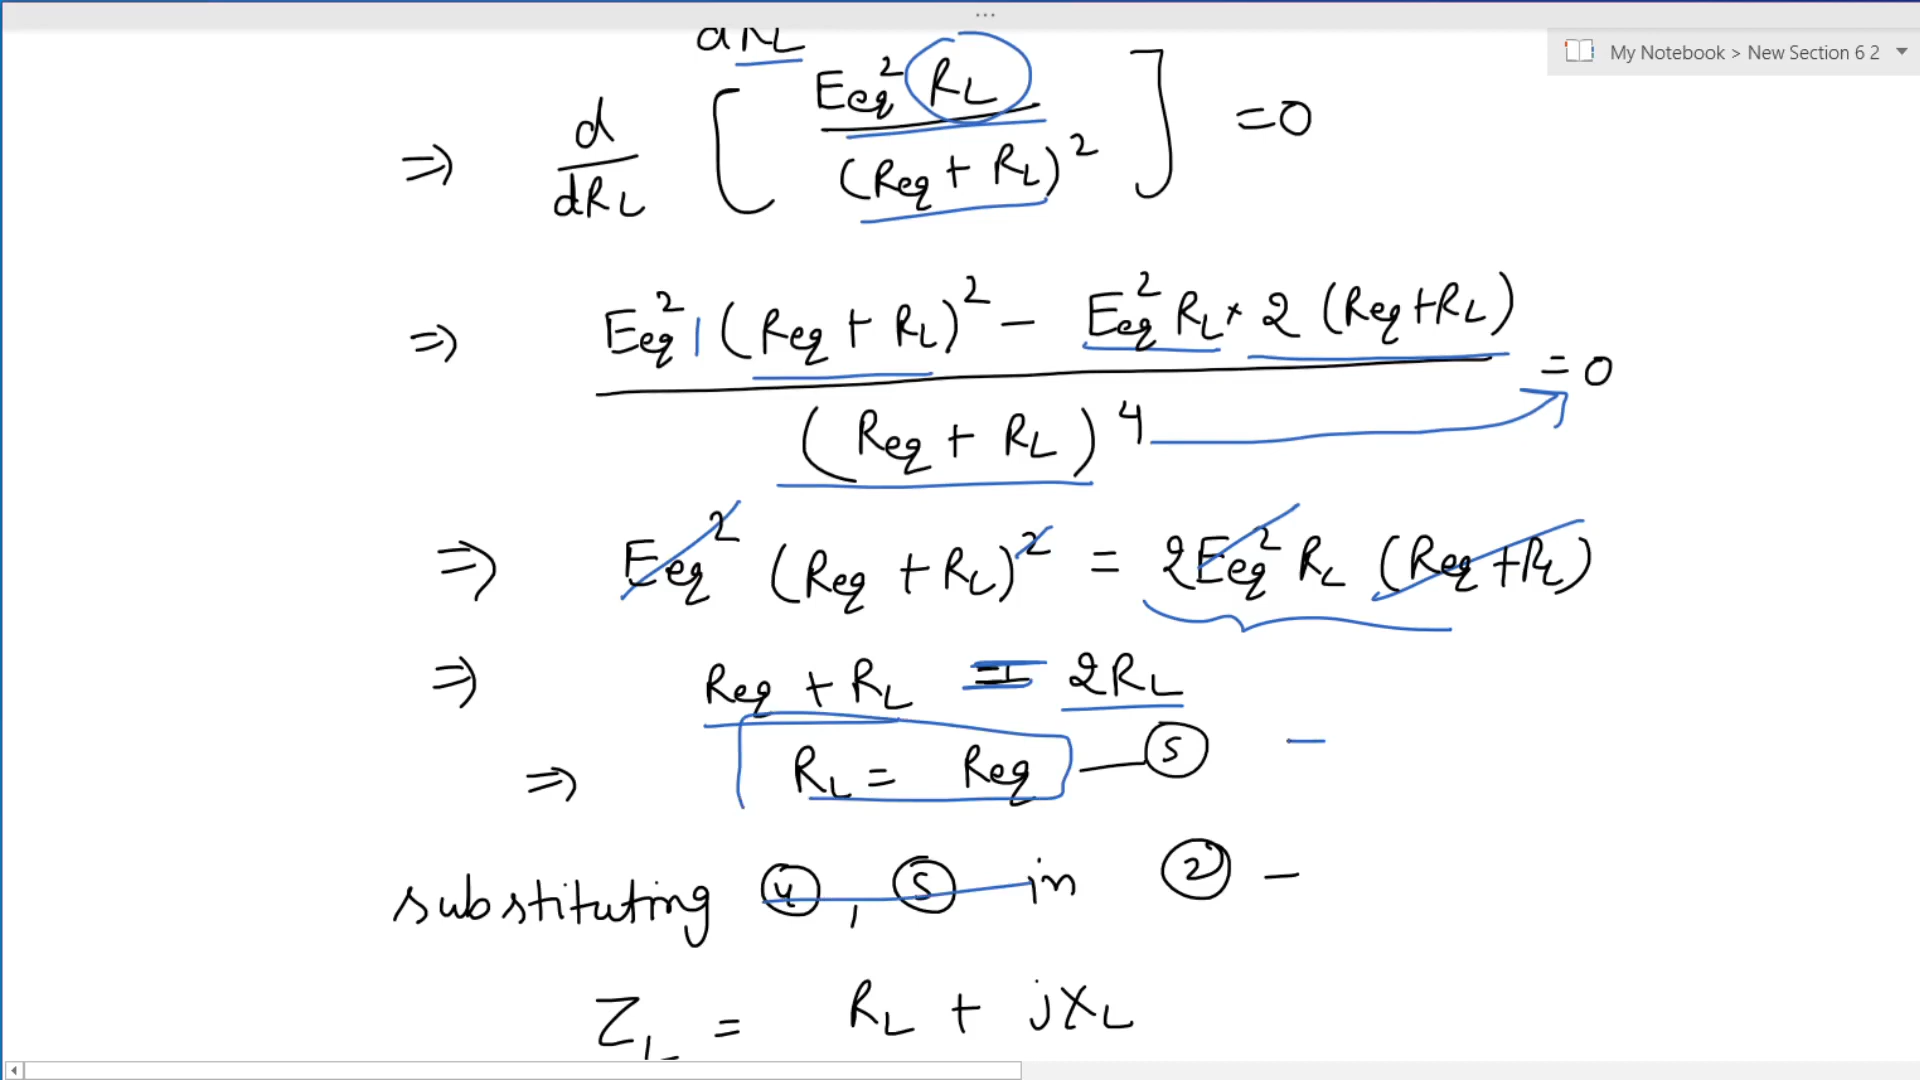 ...
My Notebook > New Section 6 2
dRL
⇒ d/dRL [ Eeq² RL / (Req + RL)² ] = 0
⇒ Eeq² 1 (Req + RL)² − Eeq² RL × 2 (Req + RL) / (Req + RL)⁴ = 0
⇒ Eeq² (Req + RL)² = 2Eeq² RL (Req + RL)
⇒ Req + RL = 2RL
⇒ RL = Req — ⑤
substituting ④, ⑤ in ② −
ZL = RL + jXL